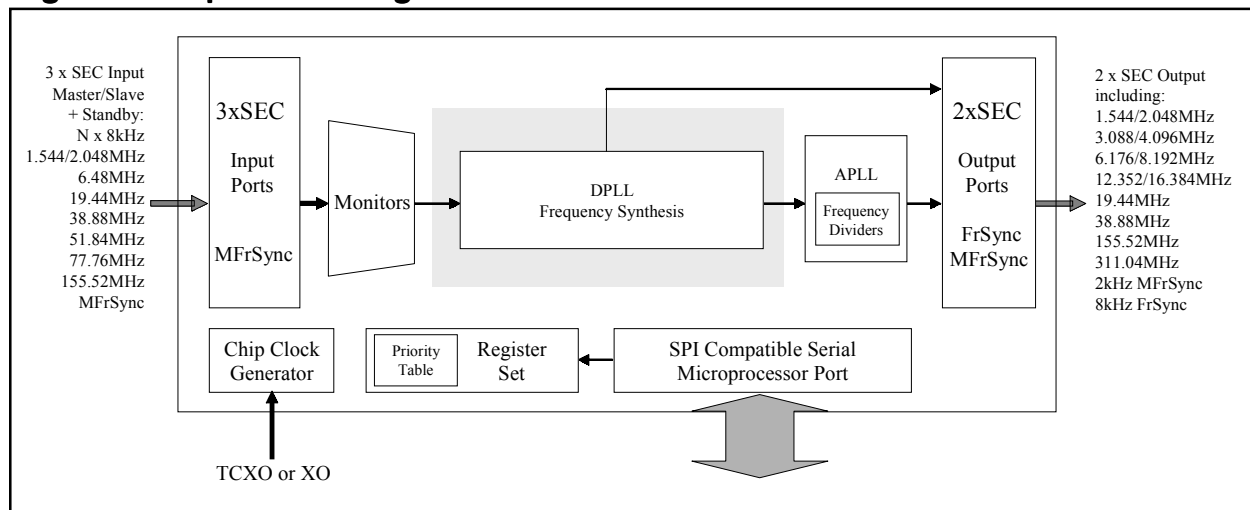 3 x SEC Input
Master/Slave
+ Standby:
N x 8kHz
1.544/2.048MHz
6.48MHz
19.44MHz
38.88MHz
51.84MHz
77.76MHz
155.52MHz
MFrSync
3xSEC
Input
Ports
MFrSync
Monitors
DPLL
Frequency Synthesis
APLL
Frequency
Dividers
2xSEC
Output
Ports
FrSync
MFrSync
2 x SEC Output
including:
1.544/2.048MHz
3.088/4.096MHz
6.176/8.192MHz
12.352/16.384MHz
19.44MHz
38.88MHz
155.52MHz
311.04MHz
2kHz MFrSync
8kHz FrSync
Chip Clock
Generator
Priority
Table
Register
Set
SPI Compatible Serial
Microprocessor Port
TCXO or XO